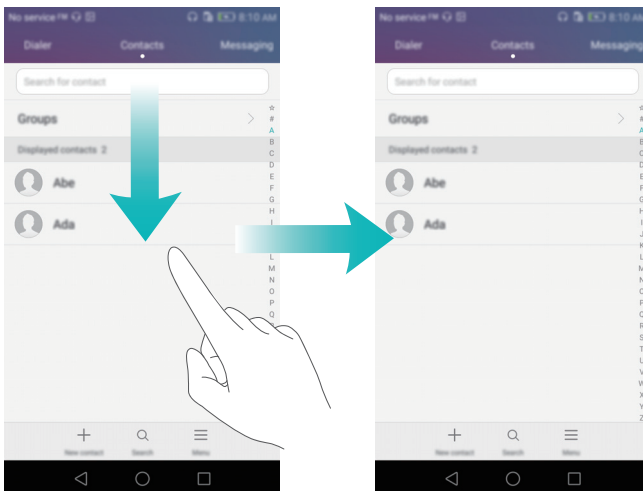 No service FM 8:10 AM
Dialer Contacts Messaging
Search for contact
Groups
#
A
Displayed contacts 2
B
C
D
Abe
E
F
G
H
Ada
I
L
M
N
O
P
Q
New contact Search Menu
No service FM 8:10 AM
Dialer Contacts Messaging
Search for contact
Groups
#
A
Displayed contacts 2
B
C
D
Abe
E
F
G
H
Ada
I
J
K
L
M
N
O
P
Q
R
S
T
U
V
W
X
Y
Z
New contact Search Menu